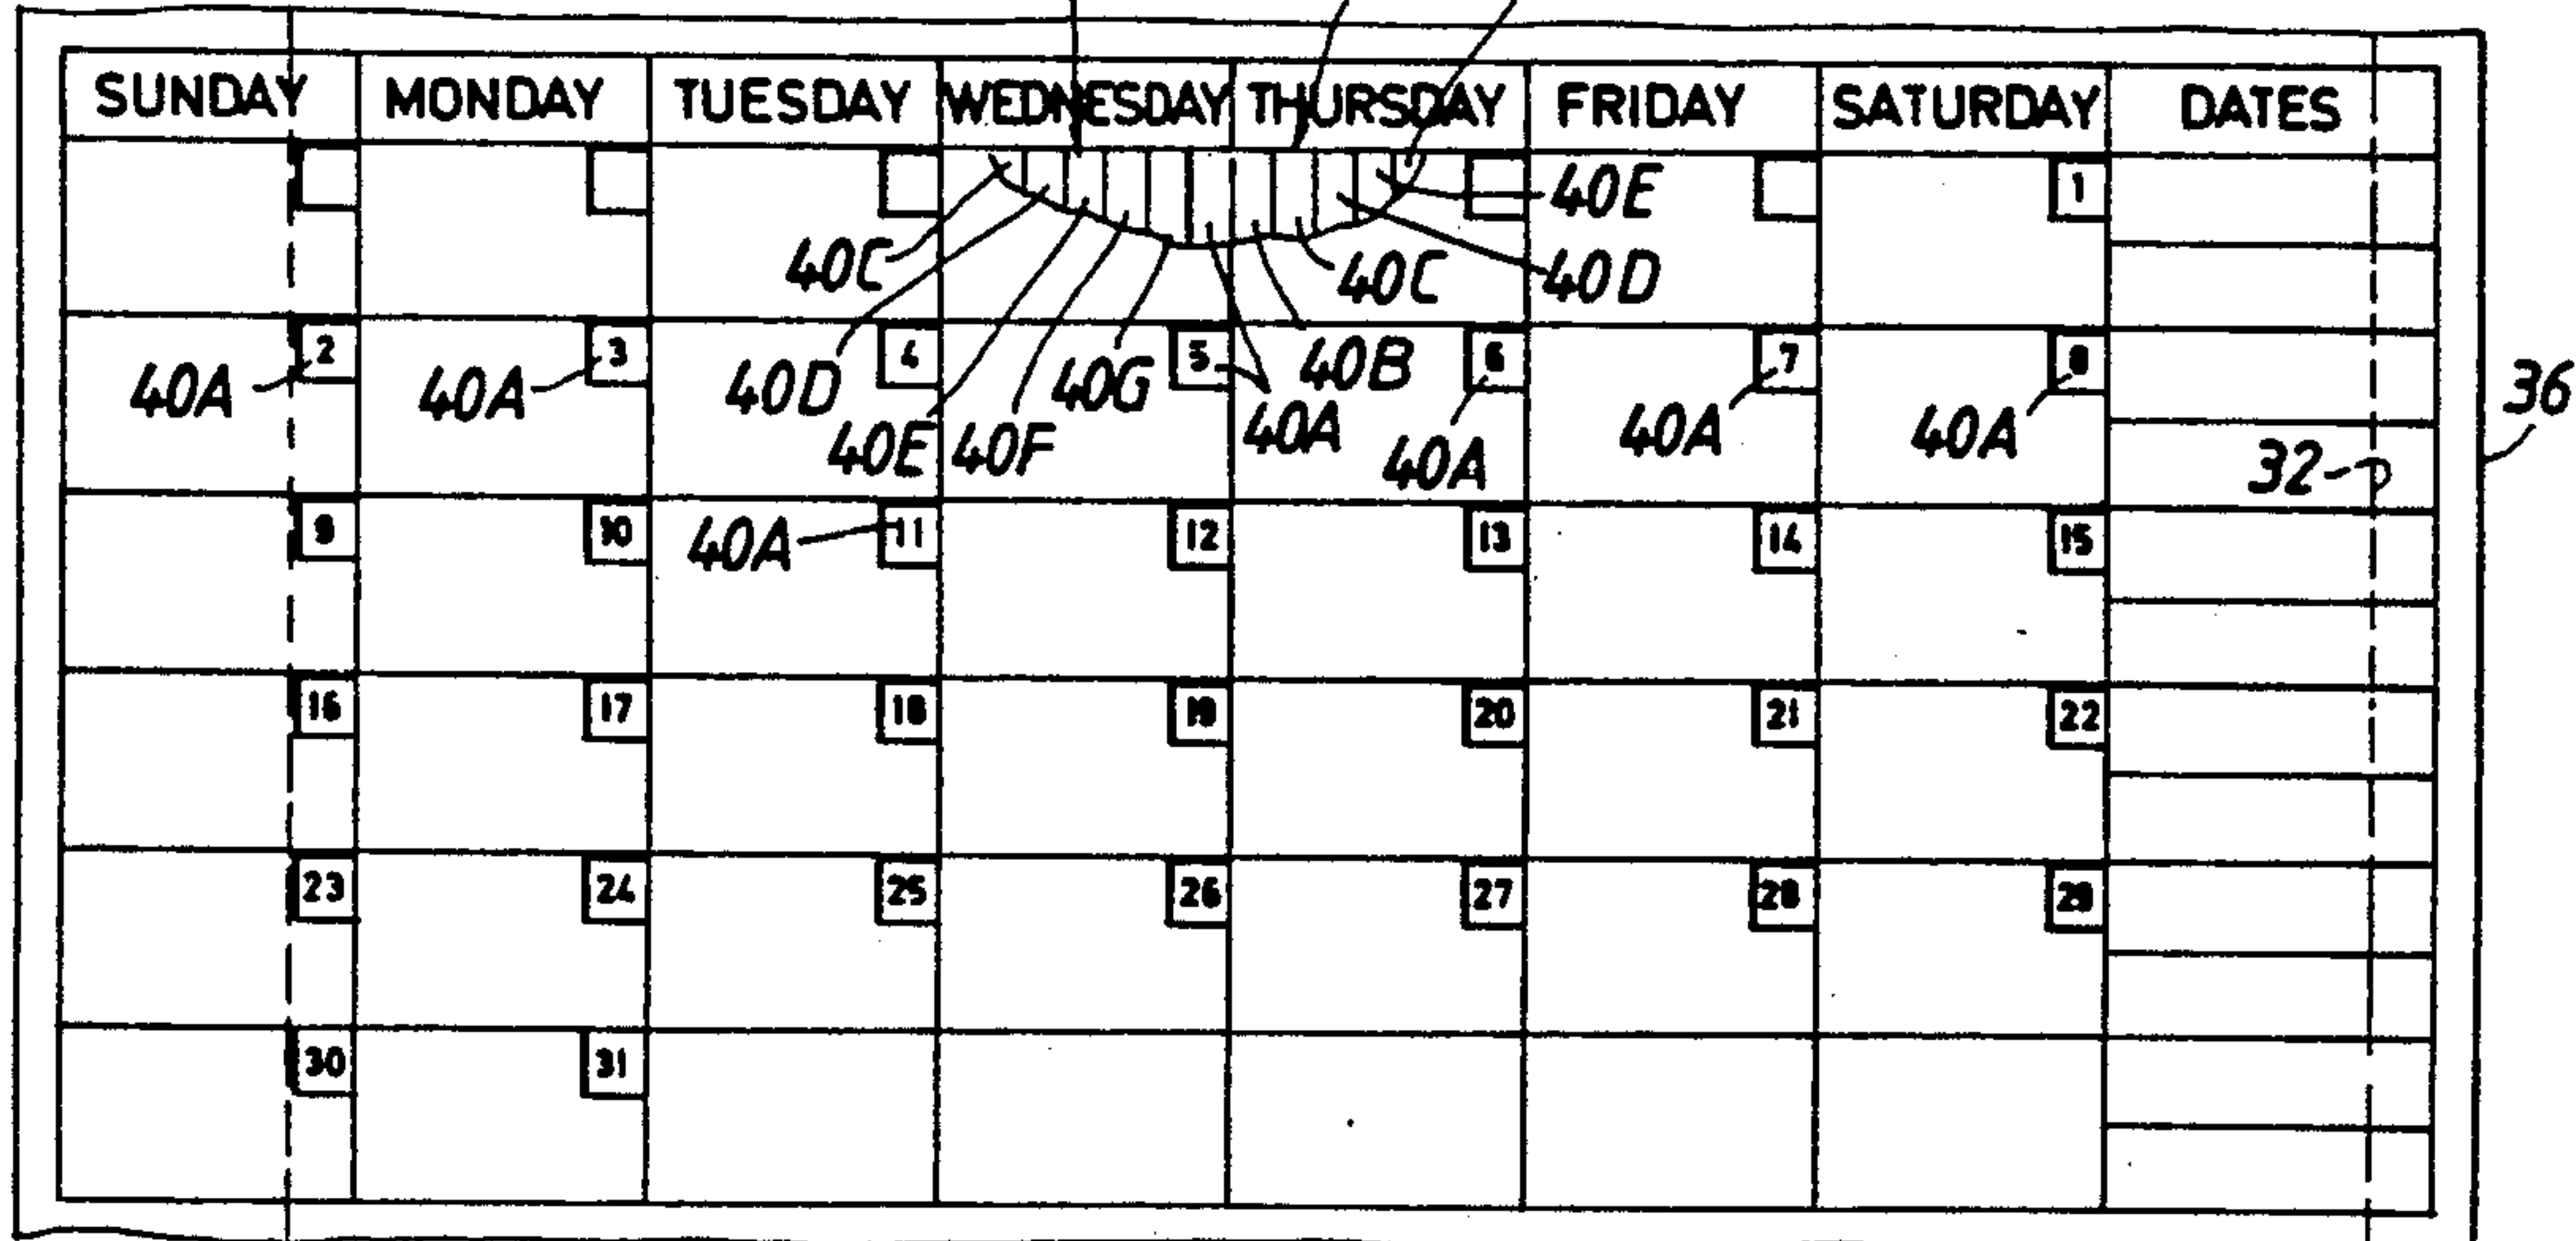 SUNDAY MONDAY TUESDAY WEDNESDAY THURSDAY FRIDAY SATURDAY DATES
1
40E
40C 40C 40D
2 3 4 5 6 7 8
40A 40A 40D 40G 40B 36
40E 40F 40A 40A 40A 40A 32
9 10 11 12 13 14 15
40A
16 17 18 19 20 21 22
23 24 25 26 27 28 29
30 31